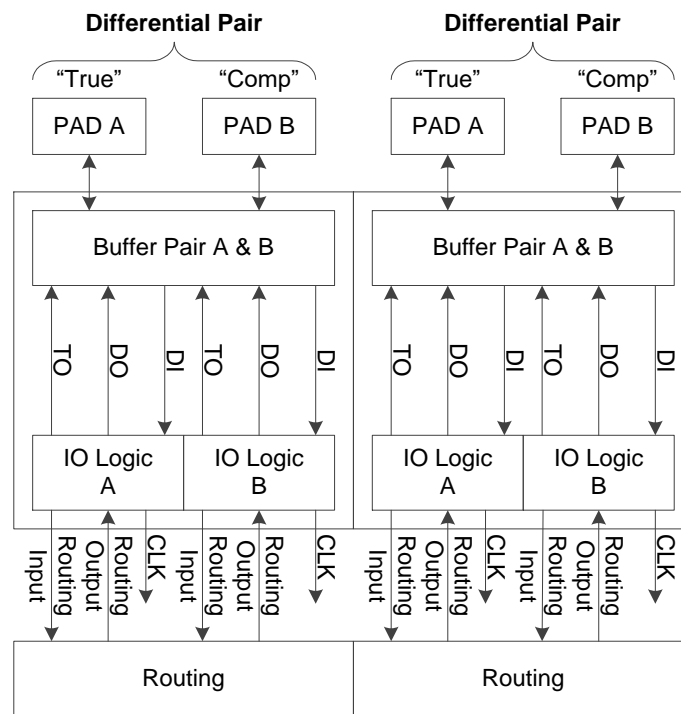 Differential Pair
Differential Pair
“True”
“Comp”
“True”
“Comp”
PAD A
PAD B
PAD A
PAD B
Buffer Pair A & B
Buffer Pair A & B
TO
DO
DI
TO
DO
DI
TO
DO
DI
TO
DO
DI
IO Logic
A
IO Logic
B
IO Logic
A
IO Logic
B
Routing
Input
Routing
Output
CLK
Routing
Input
Routing
Output
CLK
Routing
Input
Routing
Output
CLK
Routing
Input
Routing
Output
CLK
Routing
Routing